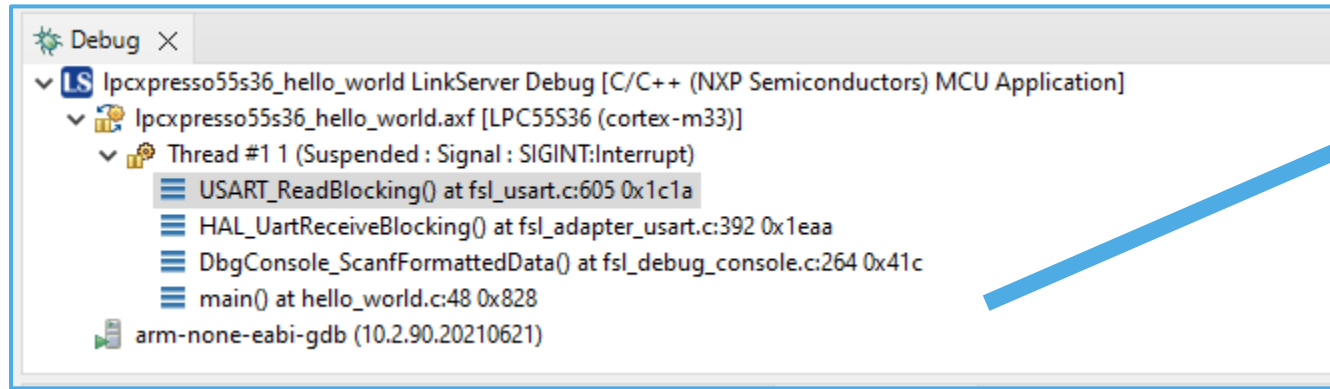 Debug
LS lpcxpresso55s36_hello_world LinkServer Debug [C/C++ (NXP Semiconductors) MCU Application]
lpcxpresso55s36_hello_world.axf [LPC55S36 (cortex-m33)]
Thread #1 1 (Suspended : Signal : SIGINT:Interrupt)
USART_ReadBlocking() at fsl_usart.c:605 0x1c1a
HAL_UartReceiveBlocking() at fsl_adapter_usart.c:392 0x1eaa
DbgConsole_ScanfFormattedData() at fsl_debug_console.c:264 0x41c
main() at hello_world.c:48 0x828
arm-none-eabi-gdb (10.2.90.20210621)